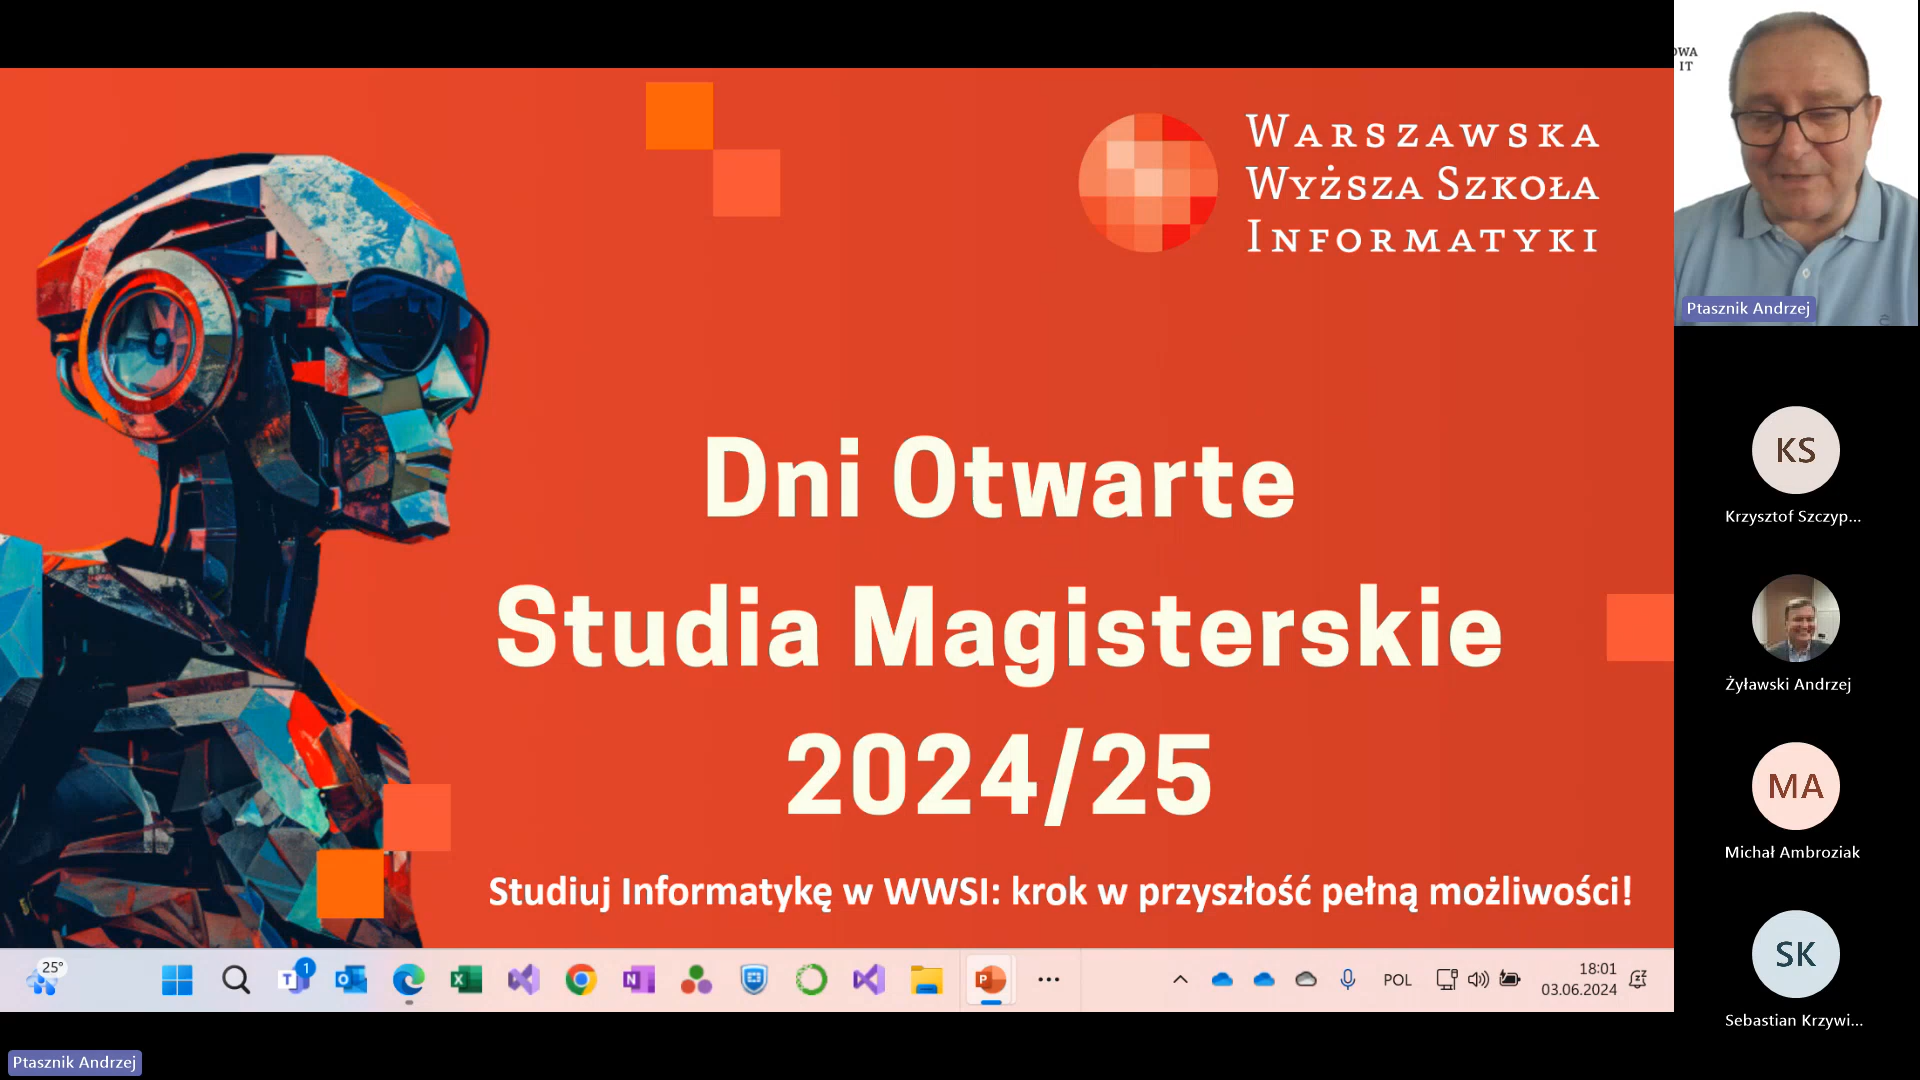 WARSZAWSKA
WYŻSZA SZKOŁA
INFORMATYKI
Dni Otwarte
Studia Magisterskie
2024/25
Studiuj Informatykę w WWSI: krok w przyszłość pełną możliwości!
25°
1
POL
18:01
03.06.2024
Ptasznik Andrzej
IT
Ptasznik Andrzej
KS
Krzysztof Szczyp...
Żyławski Andrzej
MA
Michał Ambroziak
SK
Sebastian Krzywi...